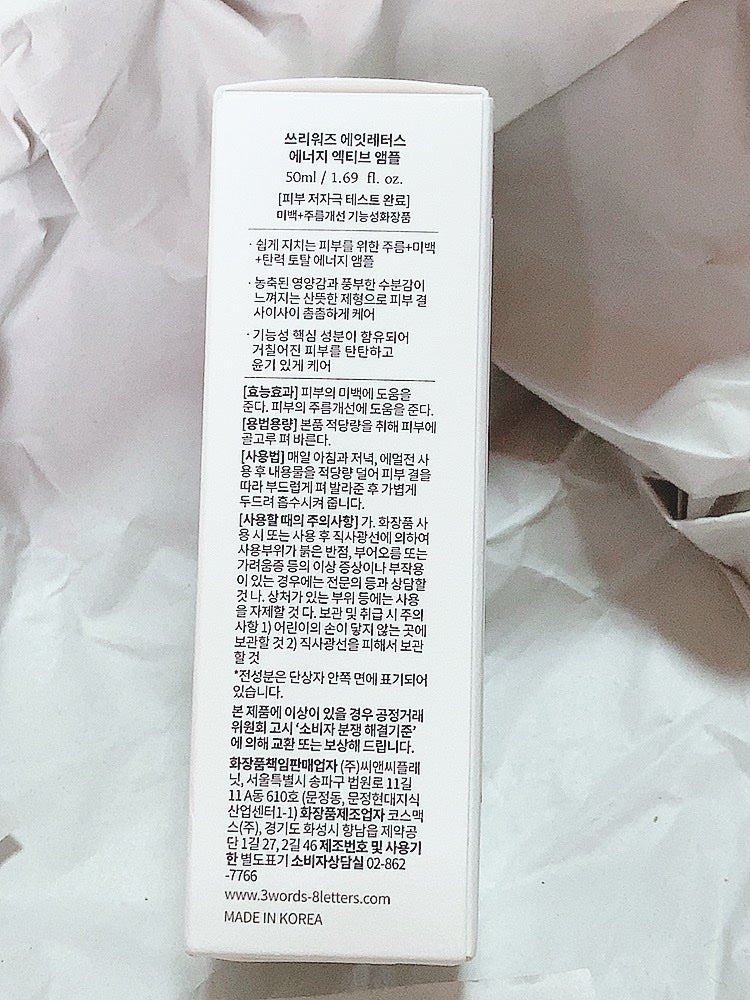 쓰리워즈 에잇레터스
에너지 엑티브 앰플
50ml / 1.69 fl. oz.
[피부 저자극 테스트 완료]
미백+주름개선 기능성화장품
· 쉽게 지치는 피부를 위한 주름+미백
+탄력 토탈 에너지 앰플
· 농축된 영양감과 풍부한 수분감이
느껴지는 산뜻한 제형으로 피부 결
사이사이 촘촘하게 케어
· 기능성 핵심 성분이 함유되어
거칠어진 피부를 탄탄하고
윤기 있게 케어
[효능효과] 피부의 미백에 도움을
준다. 피부의 주름개선에 도움을 준다.
[용법용량] 본품 적당량을 취해 피부에
골고루 펴 바른다.
[사용법] 매일 아침과 저녁, 에멀전 사
용 후 내용물을 적당량 덜어 피부 결을
따라 부드럽게 펴 발라준 후 가볍게
두드려 흡수시켜 줍니다.
[사용할 때의 주의사항] 가. 화장품 사
용 시 또는 사용 후 직사광선에 의하여
사용부위가 붉은 반점, 부어오름 또는
가려움증 등의 이상 증상이나 부작용
이 있는 경우에는 전문의 등과 상담할
것 나. 상처가 있는 부위 등에는 사용
을 자제할 것 다. 보관 및 취급 시 주의
사항 1) 어린이의 손이 닿지 않는 곳에
보관할 것 2) 직사광선을 피해서 보관
할 것
*전성분은 단상자 안쪽 면에 표기되어
있습니다.
본 제품에 이상이 있을 경우 공정거래
위원회 고시 ‘소비자 분쟁 해결기준’
에 의해 교환 또는 보상해 드립니다.
화장품책임판매업자 (주)씨앤씨플래
닛, 서울특별시 송파구 법원로 11길
11 A동 610호 (문정동, 문정현대지식
산업센터1-1) 화장품제조업자 코스맥
스(주), 경기도 화성시 향남읍 제약공
단 1길 27, 2길 46 제조번호 및 사용기
한 별도표기 소비자상담실 02-862
-7766
www.3words-8letters.com
MADE IN KOREA